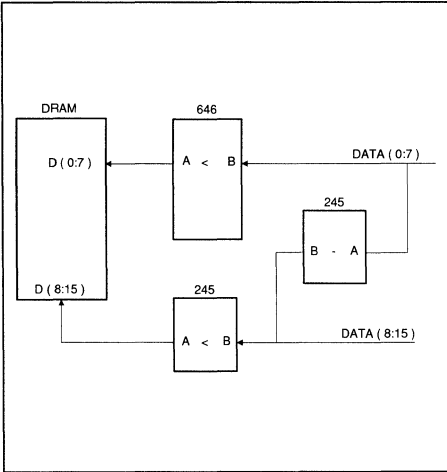 DRAM
646
D ( 0:7 )
A < B
DATA ( 0:7 )
245
B - A
D ( 8:15 )
245
A < B
DATA ( 8:15 )